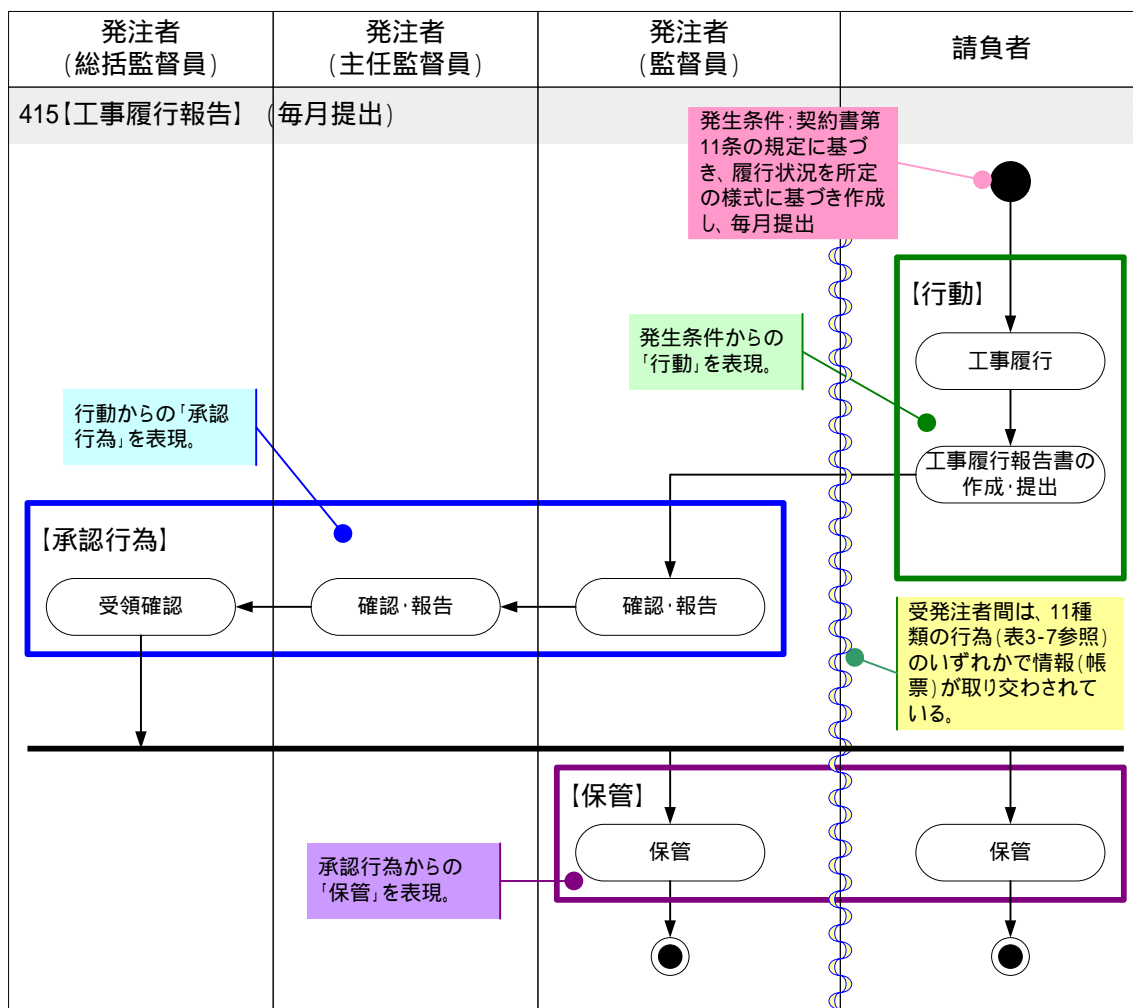 発注者
(総括監督員)
発注者
(主任監督員)
発注者
(監督員)
請負者
415【工事履行報告】 (毎月提出)
発生条件:契約書第
11条の規定に基づ
き、履行状況を所定
の様式に基づき作成
し、毎月提出
【行動】
発生条件からの
「行動」を表現。
工事履行
行動からの「承認
行為」を表現。
工事履行報告書の
作成・提出
【承認行為】
受領確認
確認・報告
確認・報告
受発注者間は、11種
類の行為(表3-7参照)
のいずれかで情報(帳
票)が取り交わされて
いる。
【保管】
保管
保管
承認行為からの
「保管」を表現。